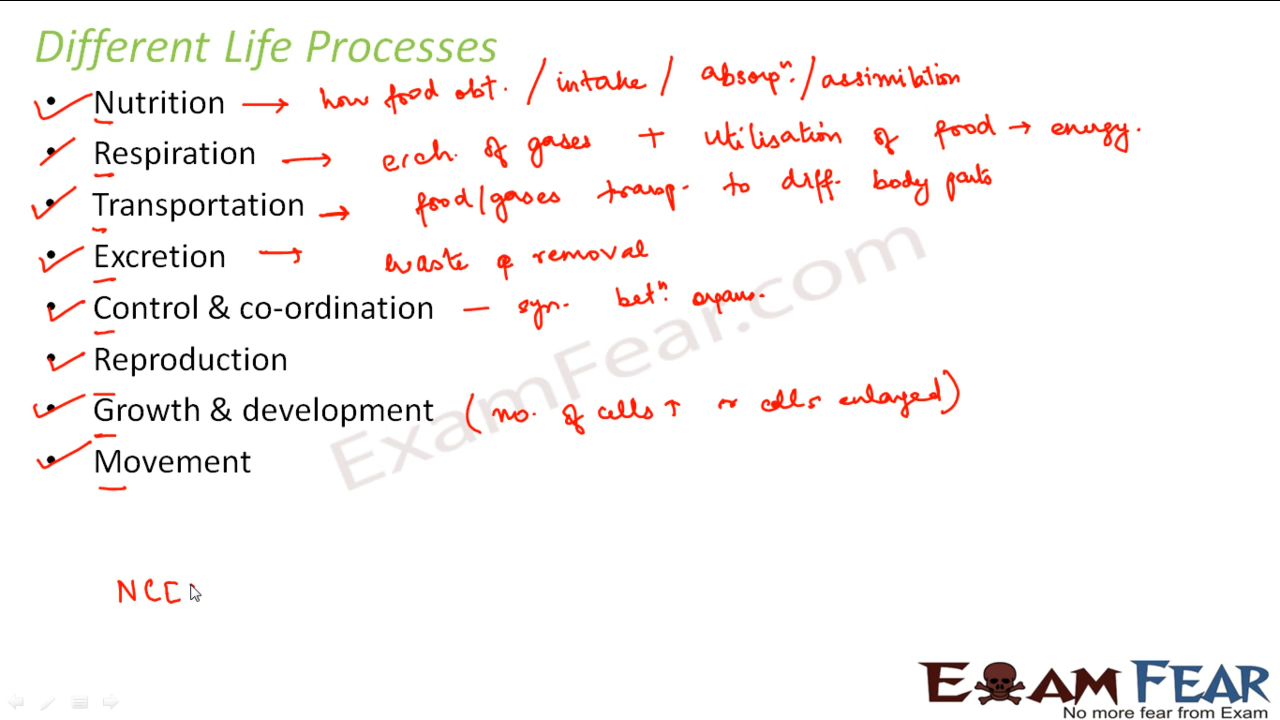 Different Life Processes
• Nutrition → how food obt. / intake / absorpⁿ. / assimilation
• Respiration → exch. of gases + utilisation of food → energy.
• Transportation → food/gases transp. to diff. body parts
• Excretion → waste removal
• Control & co-ordination — syn. betⁿ. organs.
• Reproduction
• Growth & development (no. of cells ↑ or cells enlarged)
• Movement
ExamFear.com
NCE
EXAM FEAR
No more fear from Exam